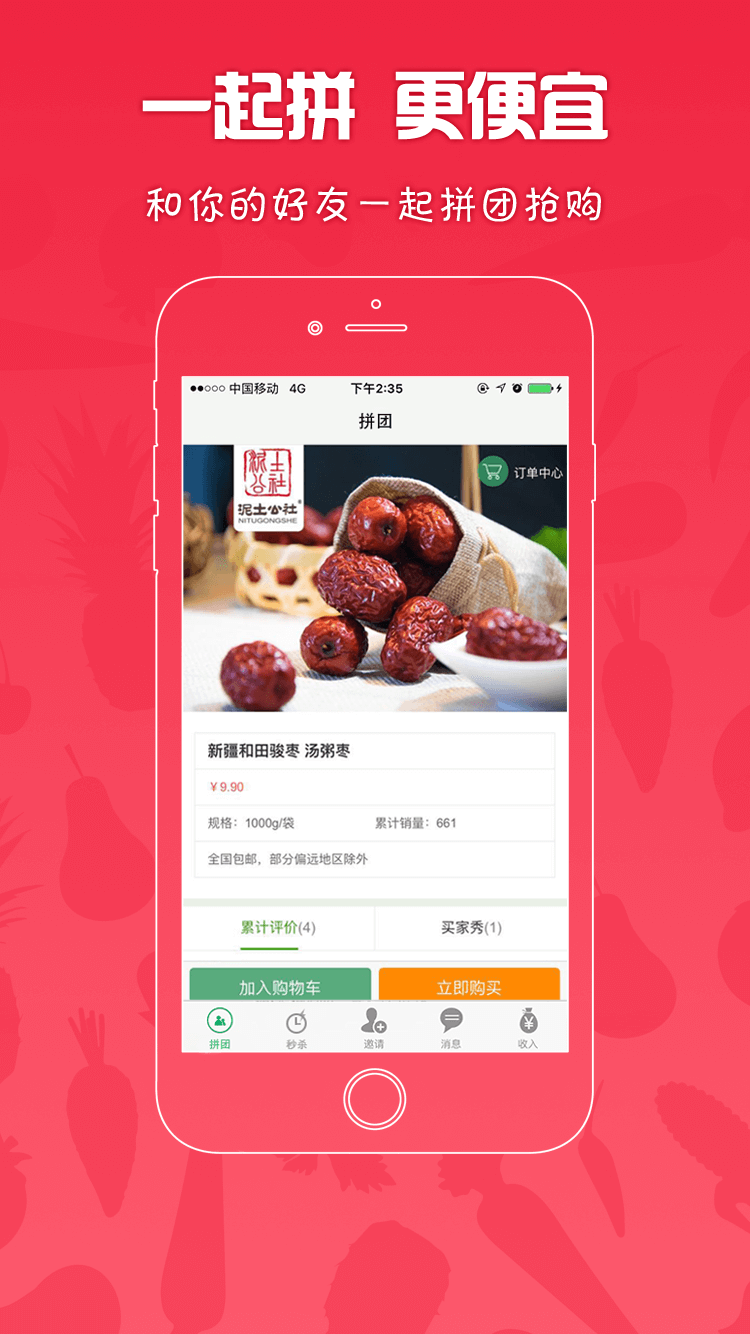 一起拼 更便宜
和你的好友一起拼团抢购
中国移动 4G 下午2:35
拼团
泥土公社
泥土公社®
NITUGONGSHE
订单中心
新疆和田骏枣 汤粥枣
￥9.90
规格：1000g/袋 累计销量：661
全国包邮，部分偏远地区除外
累计评价(4) 买家秀(1)
加入购物车 立即购买
拼团 秒杀 邀请 消息 收入